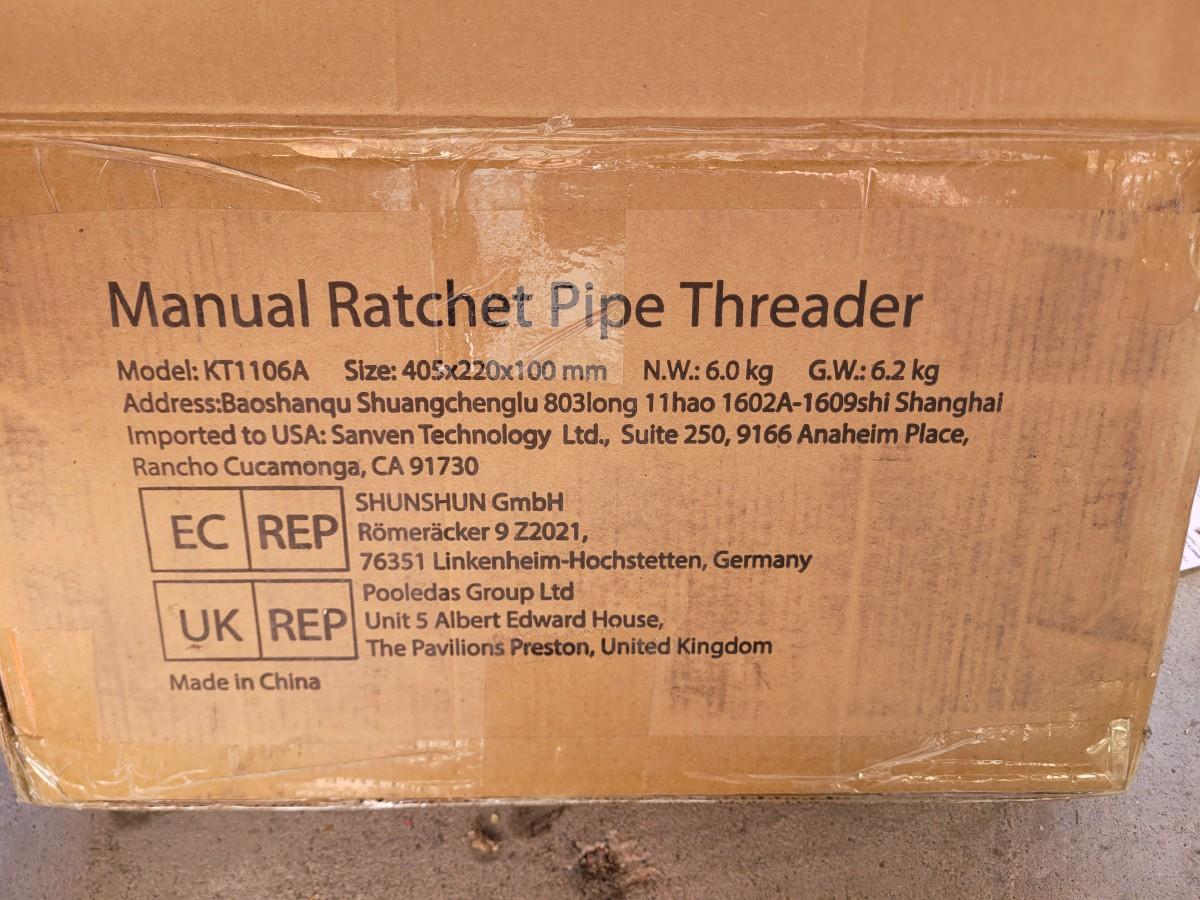 Manual Ratchet Pipe Threader
Model: KT1106A Size: 405x220x100 mm N.W.: 6.0 kg G.W.: 6.2 kg
Address:Baoshanqu Shuangchenglu 803long 11hao 1602A-1609shi Shanghai
Imported to USA: Sanven Technology Ltd., Suite 250, 9166 Anaheim Place,
Rancho Cucamonga, CA 91730
EC REP
SHUNSHUN GmbH
Römeräcker 9 Z2021,
76351 Linkenheim-Hochstetten, Germany
UK REP
Pooledas Group Ltd
Unit 5 Albert Edward House,
The Pavilions Preston, United Kingdom
Made in China